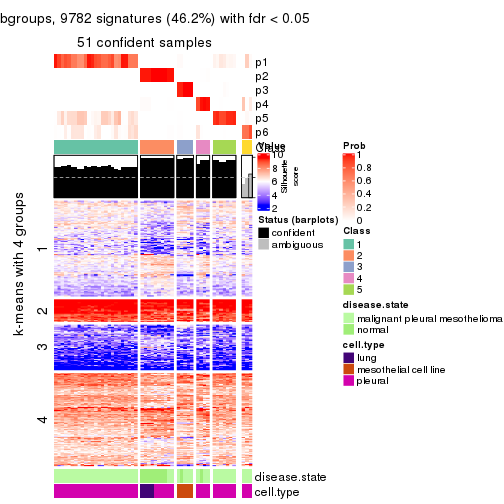 bgroups, 9782 signatures (46.2%) with fdr < 0.05
51 confident samples
p1
p2
p3
p4
p5
p6
Class
Value
10
8
6
4
2
Silhouette
score
Prob
1
0.8
0.6
0.4
0.2
0
Status (barplots)
confident
ambiguous
Class
1
2
3
4
5
disease.state
malignant pleural mesothelioma
normal
cell.type
lung
mesothelial cell line
pleural
k-means with 4 groups
1
2
3
4
disease.state
cell.type